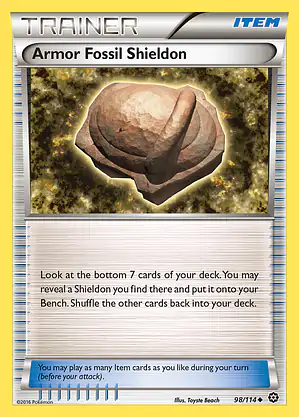 TRAINER
ITEM
Armor Fossil Shieldon
Look at the bottom 7 cards of your deck. You may
reveal a Shieldon you find there and put it onto your
Bench. Shuffle the other cards back into your deck.
You may play as many Item cards as you like during your turn
(before your attack).
©2016 Pokémon
Illus. Toyste Beach
98/114